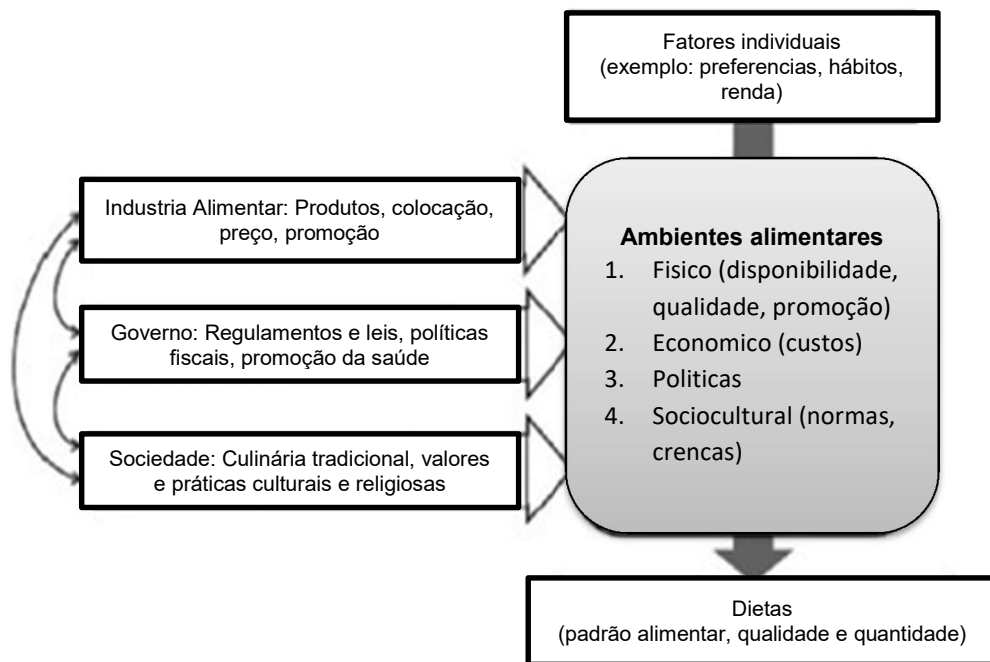 Fatores individuais
(exemplo: preferencias, hábitos,
renda)
Industria Alimentar: Produtos, colocação,
preço, promoção
Governo: Regulamentos e leis, políticas
fiscais, promoção da saúde
Sociedade: Culinária tradicional, valores
e práticas culturais e religiosas
Ambientes alimentares
1. Fisico (disponibilidade,
qualidade, promoção)
2. Economico (custos)
3. Politicas
4. Sociocultural (normas,
crencas)
Dietas
(padrão alimentar, qualidade e quantidade)